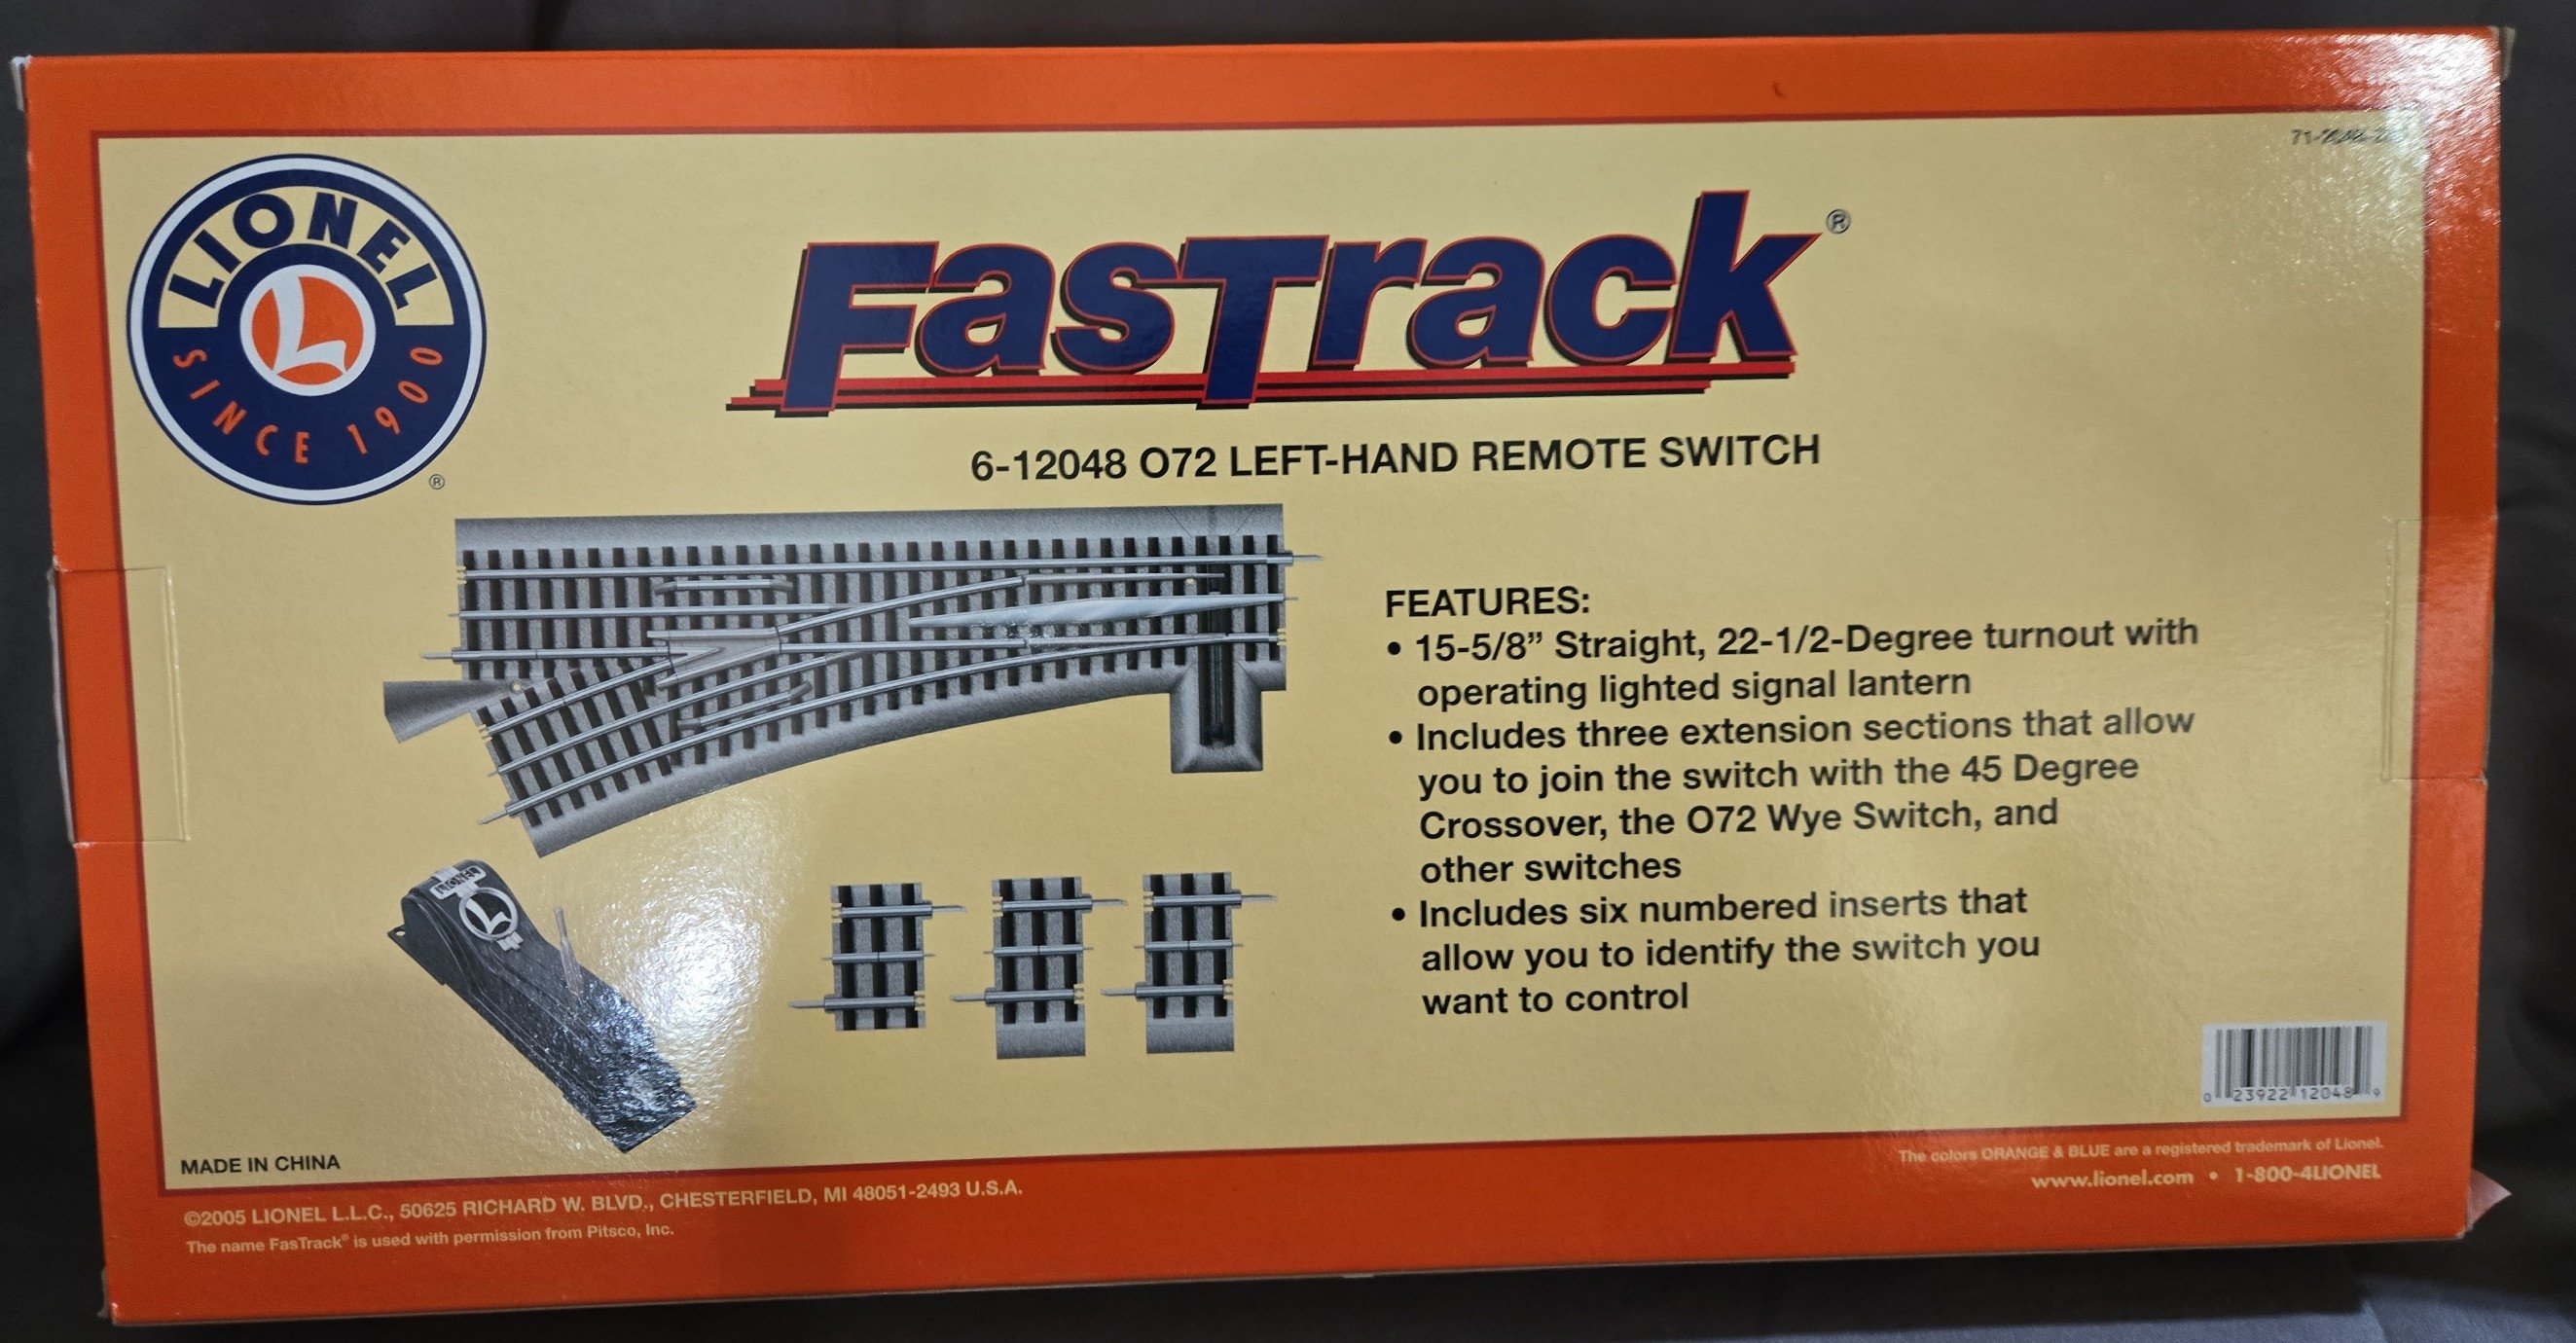 LIONEL
L
SINCE 1900
®
FasTrack®
6-12048 O72 LEFT-HAND REMOTE SWITCH
LIONEL
L
FEATURES:
• 15-5/8” Straight, 22-1/2-Degree turnout with
operating lighted signal lantern
• Includes three extension sections that allow
you to join the switch with the 45 Degree
Crossover, the O72 Wye Switch, and
other switches
• Includes six numbered inserts that
allow you to identify the switch you
want to control
0 23922 12048 9
MADE IN CHINA
©2005 LIONEL L.L.C., 50625 RICHARD W. BLVD., CHESTERFIELD, MI 48051-2493 U.S.A.
The name FasTrack® is used with permission from Pitsco, Inc.
The colors ORANGE & BLUE are a registered trademark of Lionel.
www.lionel.com • 1-800-4LIONEL